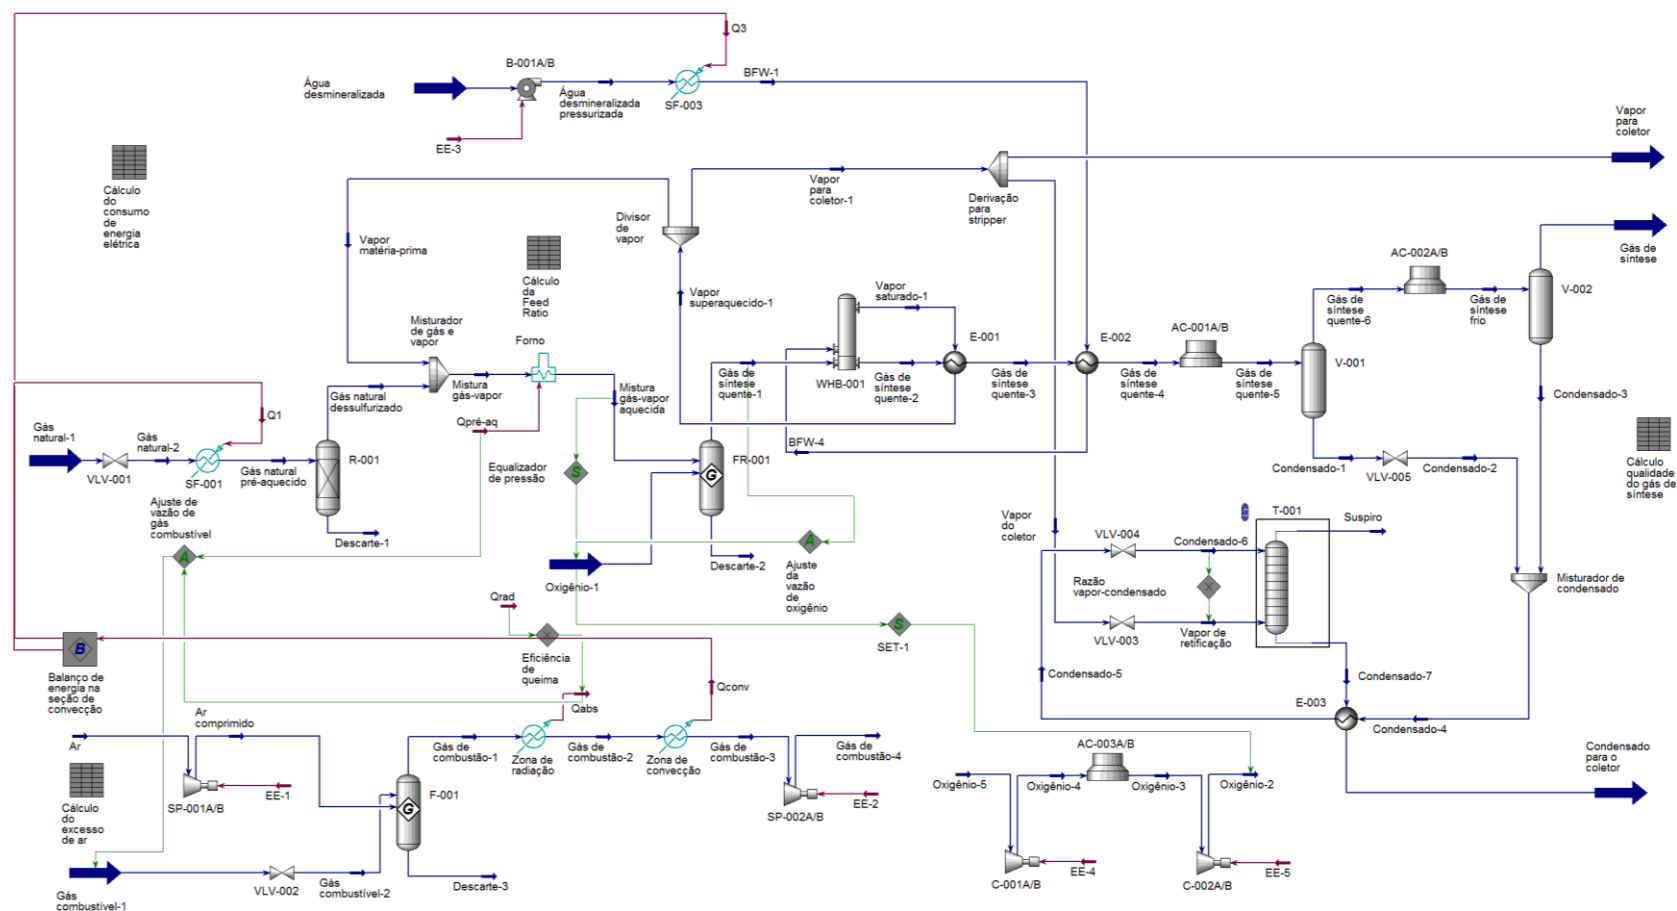 Q3
B-001A/B
Água
desmineralizada
Água
desmineralizada
pressurizada
SF-003
BFW-1
EE-3
Vapor
para
coletor
Cálculo
do
consumo
de
energia
elétrica
Vapor
para
coletor-1
Derivação
para
stripper
Divisor
de
vapor
Vapor
matéria-prima
Cálculo
da
Feed
Ratio
Vapor
superaquecido-1
Vapor
saturado-1
AC-002A/B
Gás de
síntese
Gás de
síntese
quente-6
Gás de
síntese
frio
V-002
Misturador
de gás e
vapor
Forno
E-001
E-002
AC-001A/B
V-001
WHB-001
Mistura
gás-vapor
Mistura
gás-vapor
aquecida
Gás de
síntese
quente-1
Gás de
síntese
quente-2
Gás de
síntese
quente-3
Gás de
síntese
quente-4
Gás de
síntese
quente-5
Condensado-3
Gás natural
dessulfurizado
Q1
Qpré-aq
BFW-4
Gás
natural-1
Gás
natural-2
VLV-001
SF-001
Gás natural
pré-aquecido
R-001
Equalizador
de pressão
S
FR-001
G
Condensado-1
VLV-005
Condensado-2
Cálculo
qualidade
do gás de
síntese
Ajuste de
vazão de
gás
combustível
A
Descarte-1
Descarte-2
Oxigênio-1
A
Ajuste
da
vazão
de
oxigênio
Vapor
do
coletor
VLV-004
Condensado-6
T-001
Suspiro
Razão
vapor-condensado
X
VLV-003
Vapor de
retificação
Misturador de
condensado
Qrad
X
Eficiência
de
queima
S
SET-1
B
Balanço de
energia na
seção de
convecção
Qabs
Qconv
Condensado-5
Condensado-7
E-003
Condensado-4
Ar
Ar
comprimido
Gás de
combustão-1
Zona de
radiação
Gás de
combustão-2
Zona de
convecção
Gás de
combustão-3
Gás de
combustão-4
AC-003A/B
Condensado
para o
coletor
Cálculo
do
excesso
de ar
SP-001A/B
EE-1
F-001
G
SP-002A/B
EE-2
Oxigênio-5
Oxigênio-4
Oxigênio-3
Oxigênio-2
Gás
combustível-1
VLV-002
Gás
combustível-2
Descarte-3
C-001A/B
EE-4
C-002A/B
EE-5